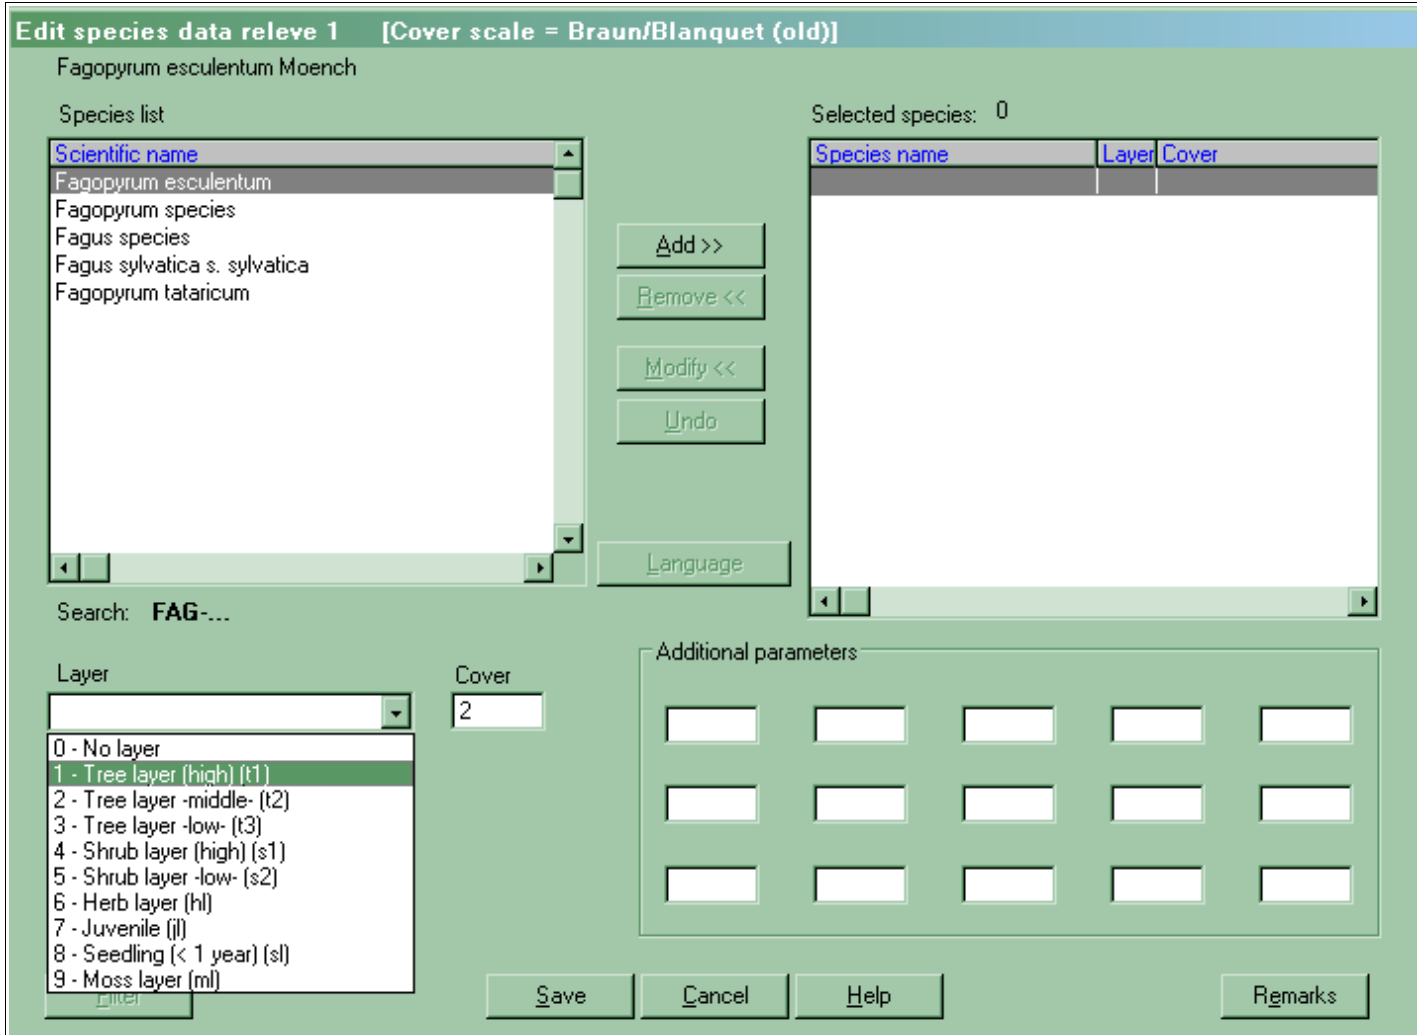 Edit species data releve 1 [Cover scale = Braun/Blanquet (old)]
Fagopyrum esculentum Moench
Species list
Scientific name
Fagopyrum esculentum
Fagopyrum species
Fagus species
Fagus sylvatica s. sylvatica
Fagopyrum tataricum
Add >>
Remove <<
Modify <<
Undo
Language
Selected species: 0
Species name Layer Cover
Search: FAG-...
Layer
Cover
2
0 - No layer
1 - Tree layer (high) (t1)
2 - Tree layer -middle- (t2)
3 - Tree layer -low- (t3)
4 - Shrub layer (high) (s1)
5 - Shrub layer -low- (s2)
6 - Herb layer (hl)
7 - Juvenile (jl)
8 - Seedling (< 1 year) (sl)
9 - Moss layer (ml)
Additional parameters
Filter
Save
Cancel
Help
Remarks